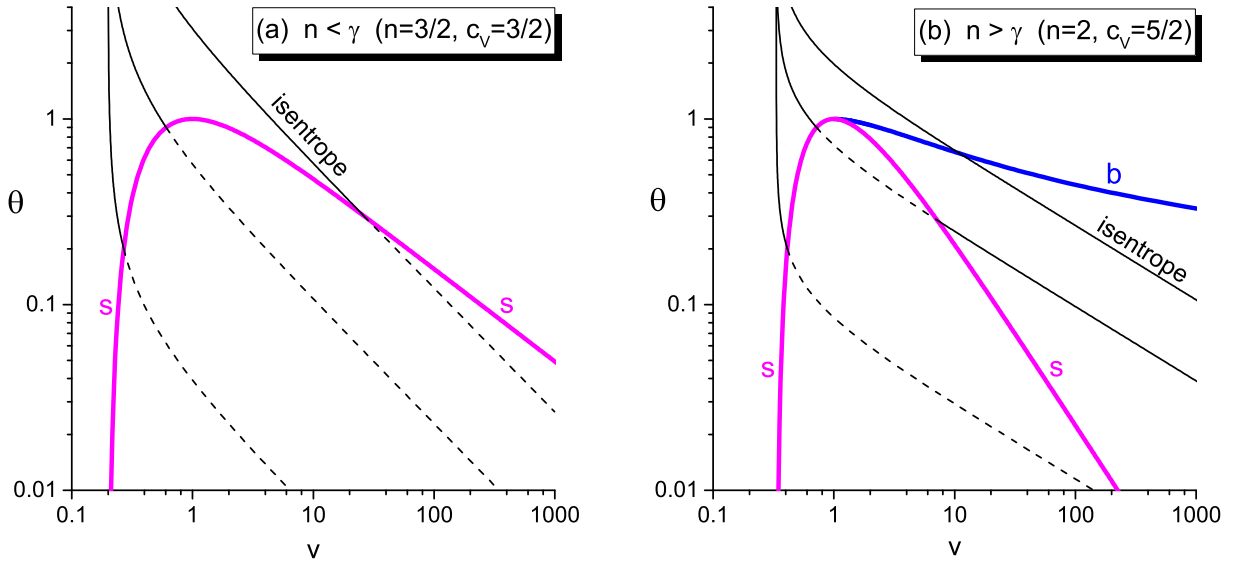 (a) n < γ (n=3/2, c_V=3/2)
θ
1
0.1
0.01
isentrope
s
s
0.1
1
10
100
1000
v
(b) n > γ (n=2, c_V=5/2)
θ
1
0.1
0.01
b
isentrope
s
s
0.1
1
10
100
1000
v